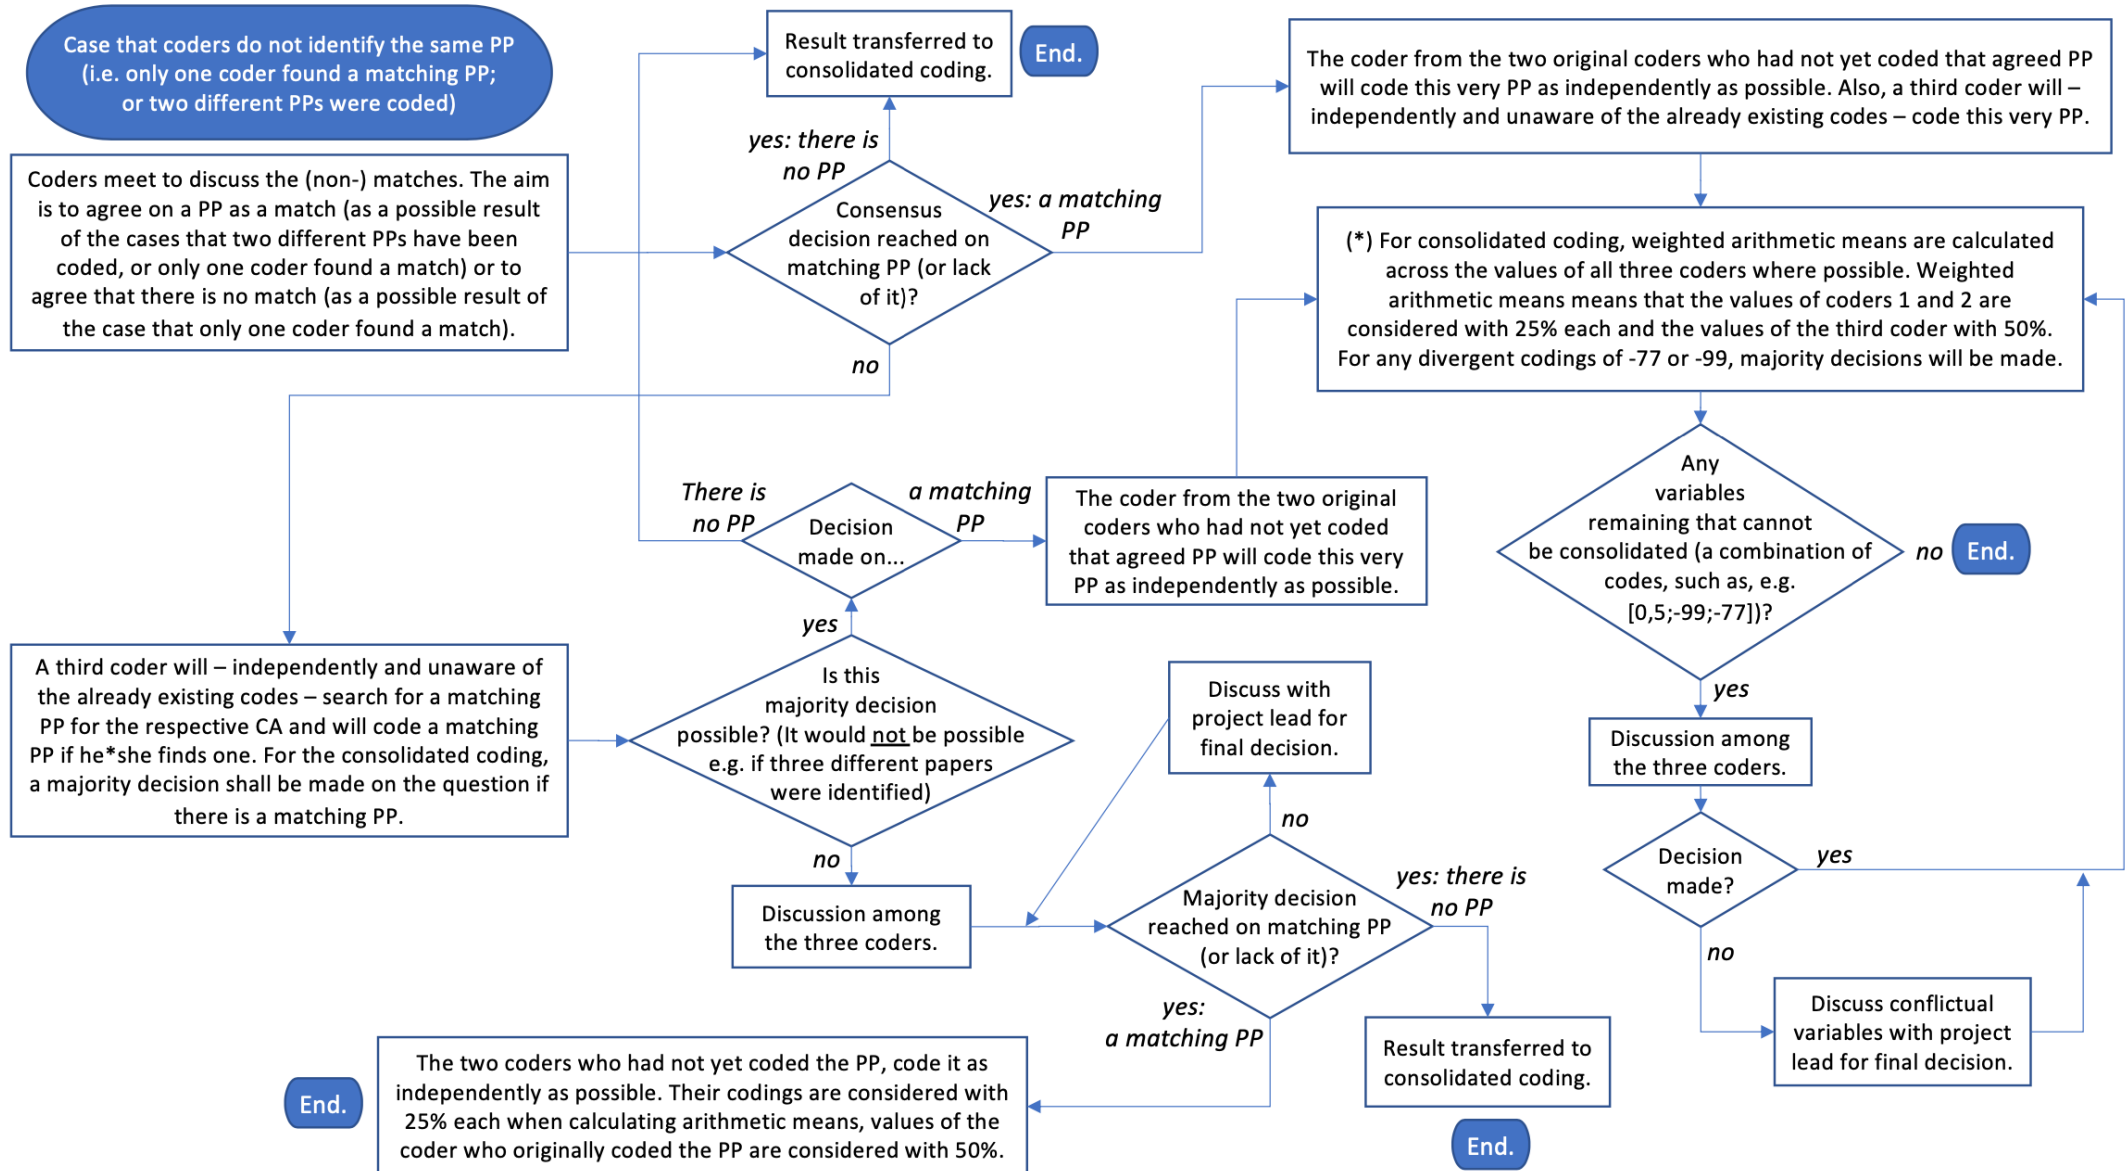 Case that coders do not identify the same PP
(i.e. only one coder found a matching PP;
or two different PPs were coded)
Coders meet to discuss the (non-) matches. The aim
is to agree on a PP as a match (as a possible result
of the cases that two different PPs have been
coded, or only one coder found a match) or to
agree that there is no match (as a possible result of
the case that only one coder found a match).
Result transferred to
consolidated coding.
End.
yes: there is
no PP
Consensus
decision reached on
matching PP (or lack
of it)?
yes: a matching
PP
no
The coder from the two original coders who had not yet coded that agreed PP
will code this very PP as independently as possible. Also, a third coder will –
independently and unaware of the already existing codes – code this very PP.
(*) For consolidated coding, weighted arithmetic means are calculated
across the values of all three coders where possible. Weighted
arithmetic means means that the values of coders 1 and 2 are
considered with 25% each and the values of the third coder with 50%.
For any divergent codings of -77 or -99, majority decisions will be made.
Any
variables
remaining that cannot
be consolidated (a combination of
codes, such as, e.g.
[0,5;-99;-77])?
no
End.
yes
Discussion among
the three coders.
Decision
made?
yes
no
Discuss conflictual
variables with project
lead for final decision.
There is
no PP
Decision
made on...
a matching
PP
The coder from the two original
coders who had not yet coded
that agreed PP will code this very
PP as independently as possible.
yes
A third coder will – independently and unaware of
the already existing codes – search for a matching
PP for the respective CA and will code a matching
PP if he*she finds one. For the consolidated coding,
a majority decision shall be made on the question if
there is a matching PP.
Is this
majority decision
possible? (It would not be possible
e.g. if three different papers
were identified)
no
Discussion among
the three coders.
Discuss with
project lead for
final decision.
no
Majority decision
reached on matching PP
(or lack of it)?
yes: there is
no PP
Result transferred to
consolidated coding.
End.
yes:
a matching PP
The two coders who had not yet coded the PP, code it as
independently as possible. Their codings are considered with
25% each when calculating arithmetic means, values of the
coder who originally coded the PP are considered with 50%.
End.